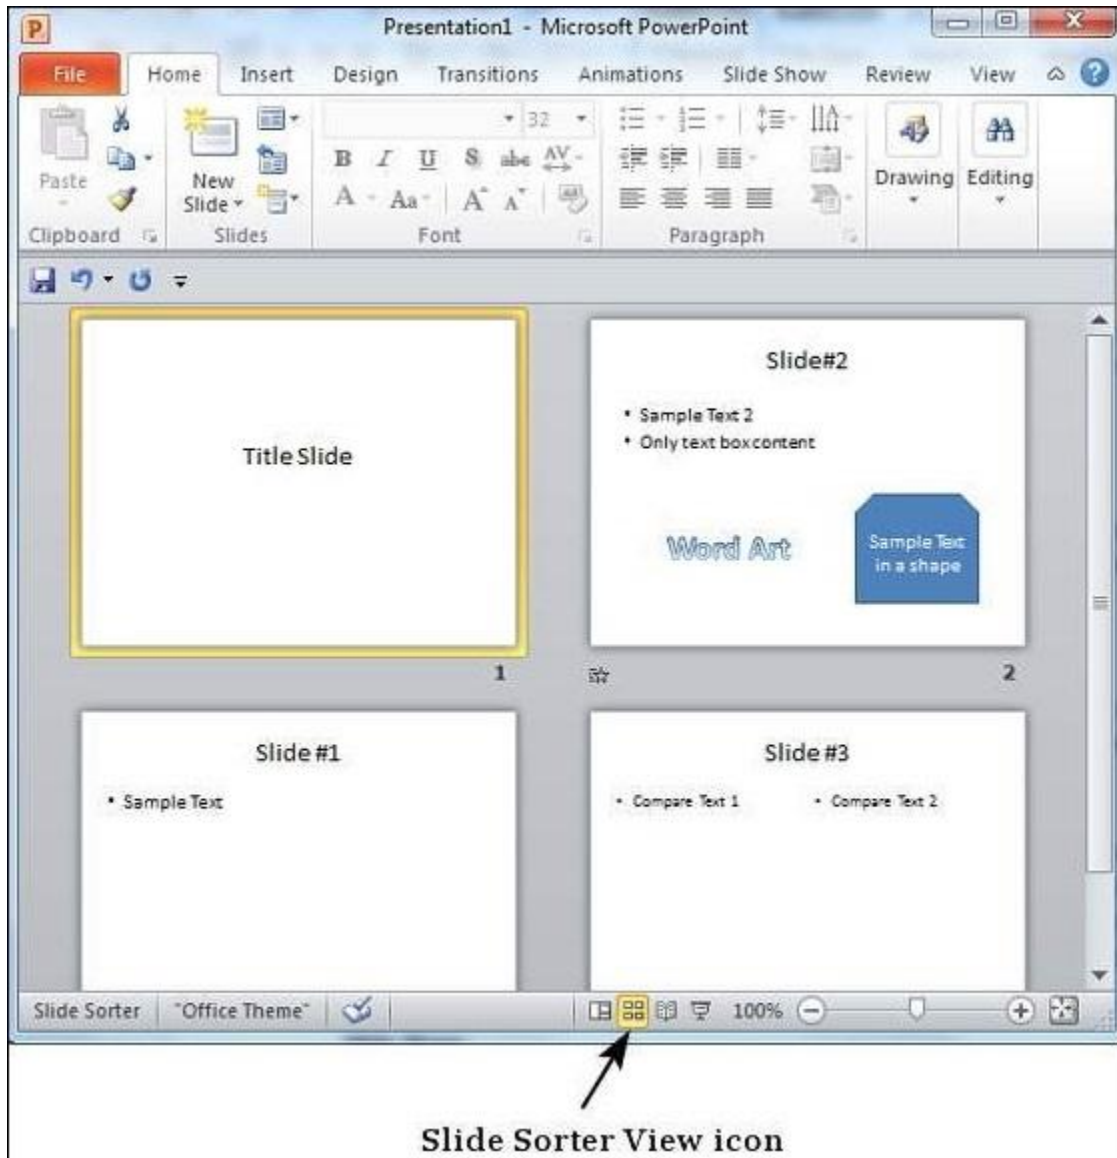 Presentation1 - Microsoft PowerPoint
File Home Insert Design Transitions Animations Slide Show Review View
32
B I U S abc AV
Paste New Slide A Aa A A Drawing Editing
Clipboard Slides Font Paragraph
Title Slide
1
Slide#2
• Sample Text 2
• Only text box content
Word Art
Sample Text
in a shape
2
Slide #1
• Sample Text
Slide #3
• Compare Text 1 • Compare Text 2
Slide Sorter "Office Theme" 100%
Slide Sorter View icon